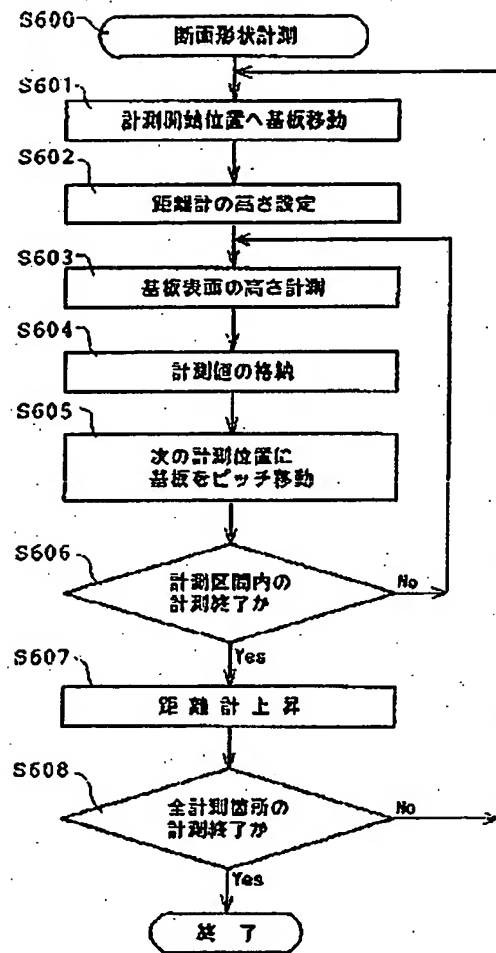 S600
断面形状計測
S601
計測開始位置へ基板移動
S602
距離計の高さ設定
S603
基板表面の高さ計測
S604
計測値の格納
S605
次の計測位置に
基板をピッチ移動
S606
計測区間内の
計測終了か
No
Yes
S607
距離計上昇
S608
全計測箇所の
計測終了か
No
Yes
終了